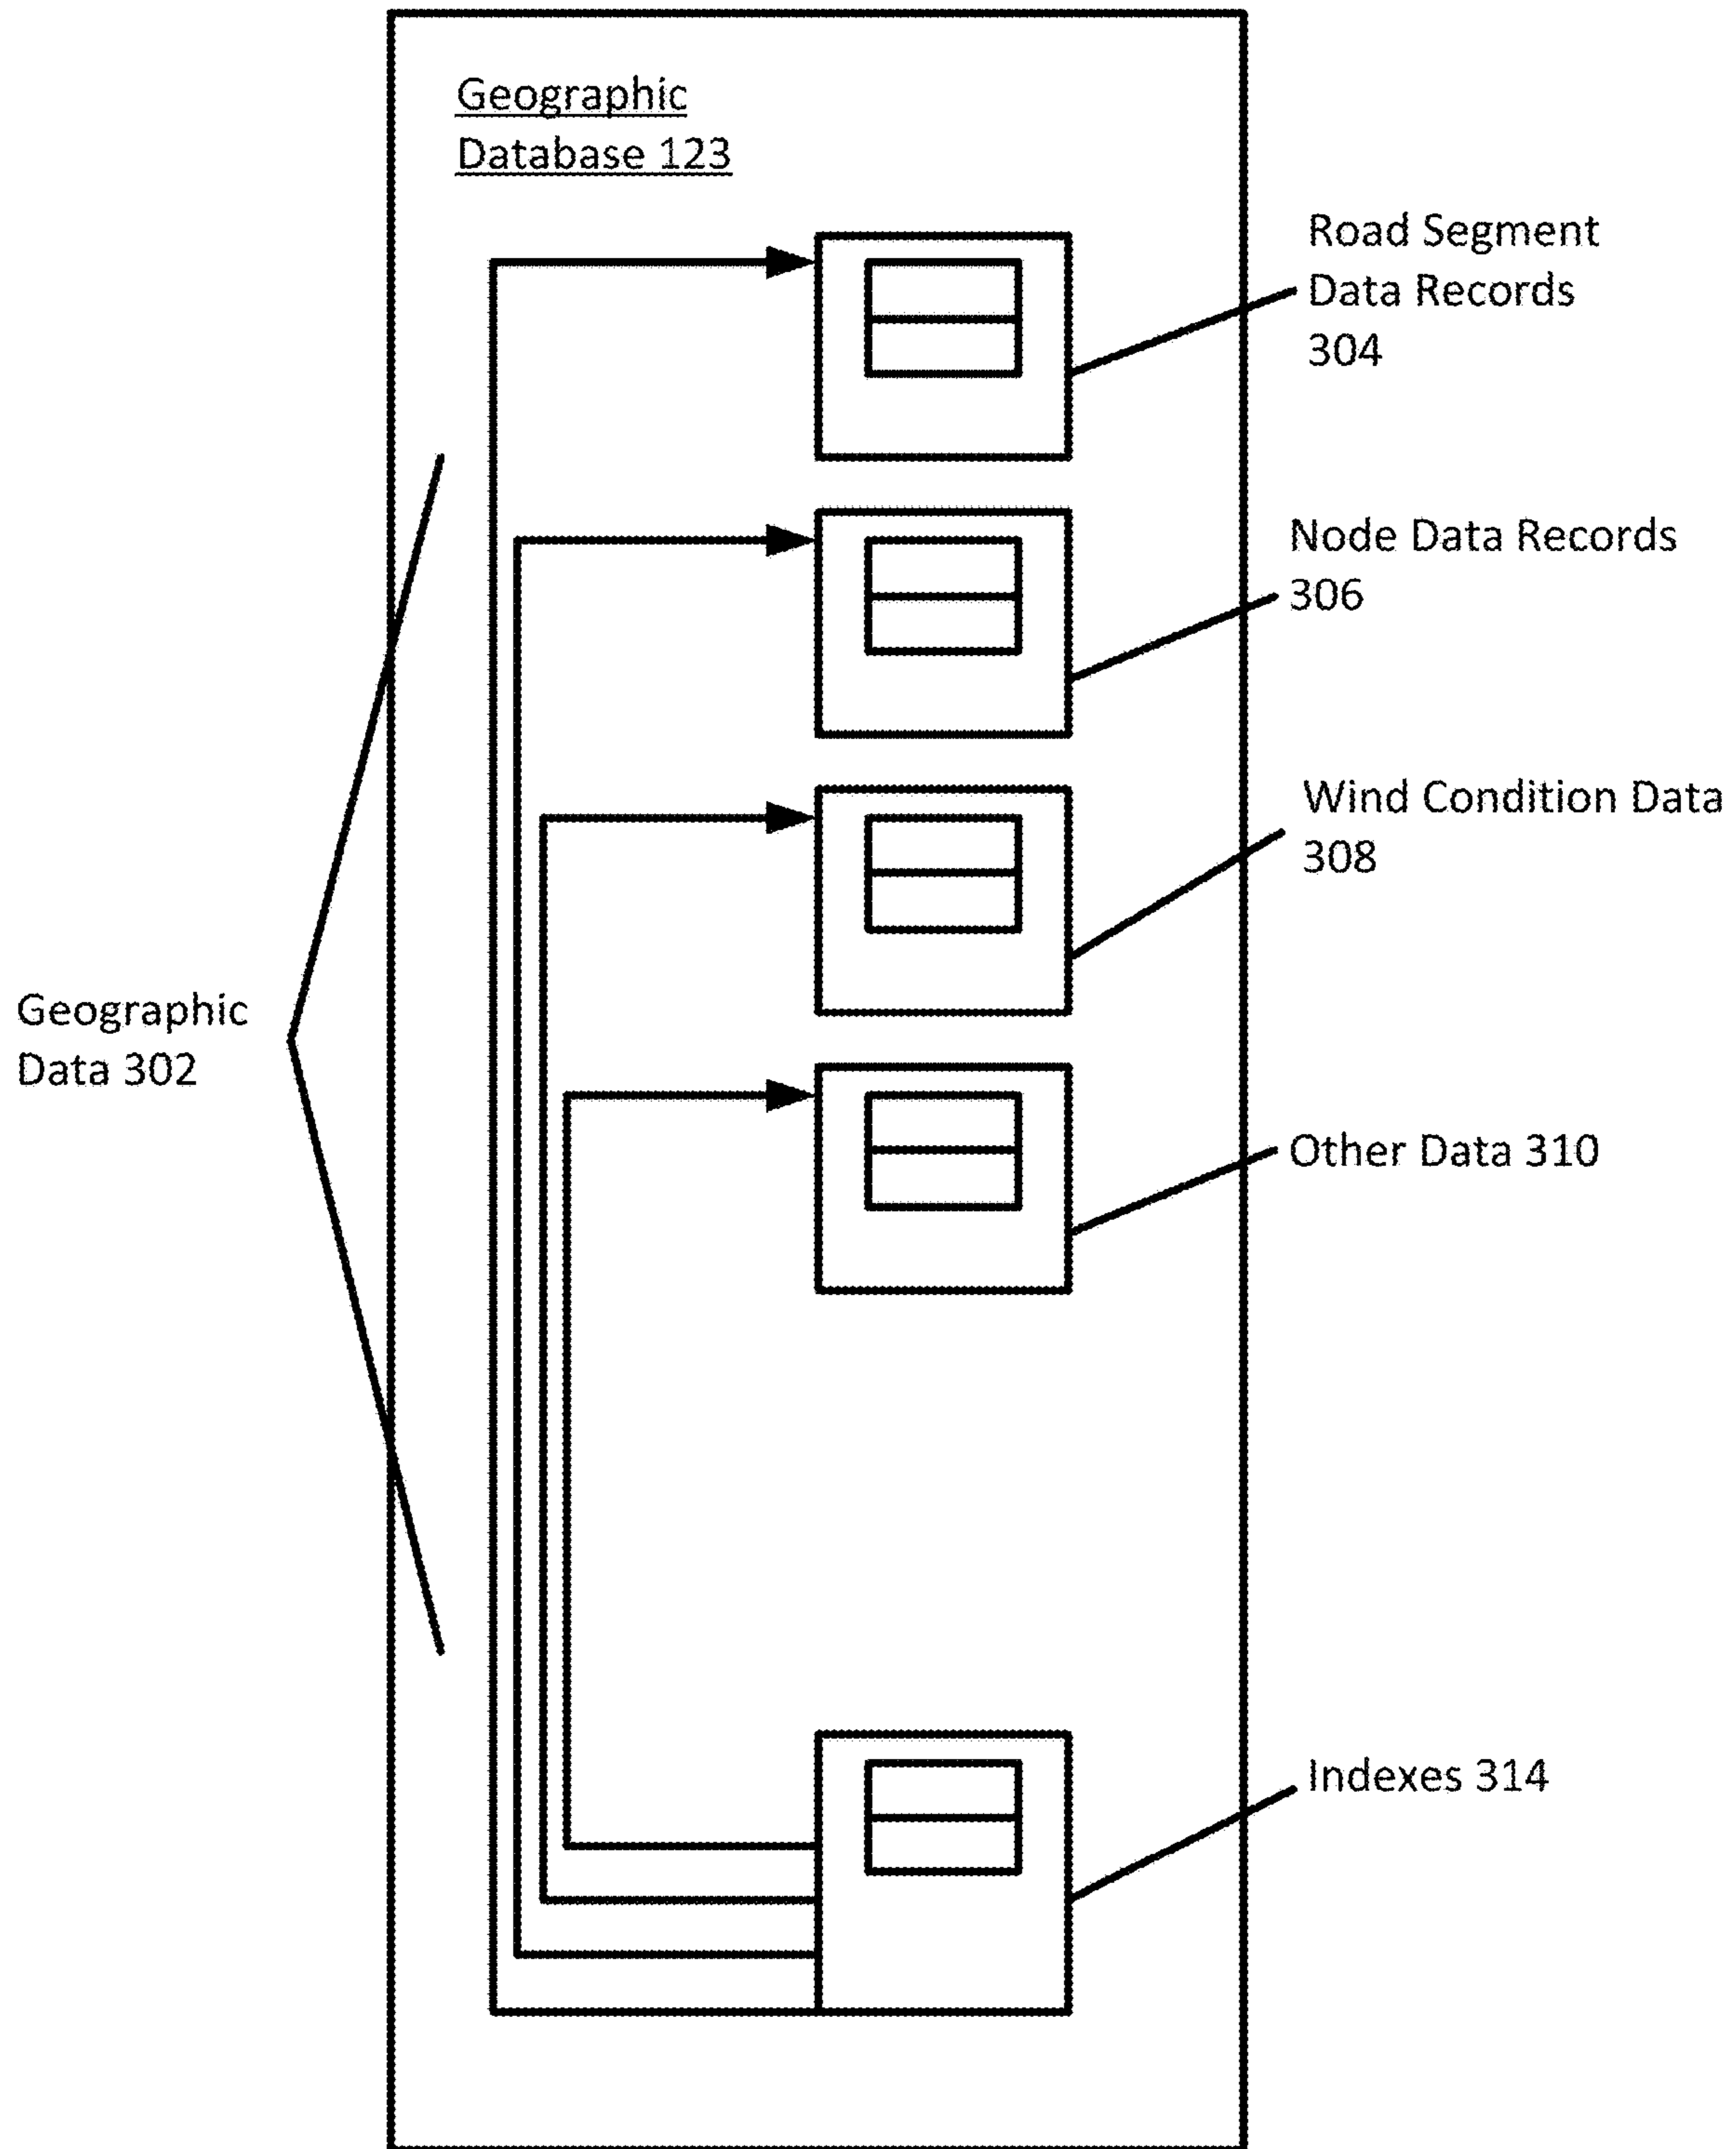 Geographic
Database 123
Road Segment
Data Records
304
Node Data Records
306
Wind Condition Data
308
Geographic
Data 302
Other Data 310
Indexes 314